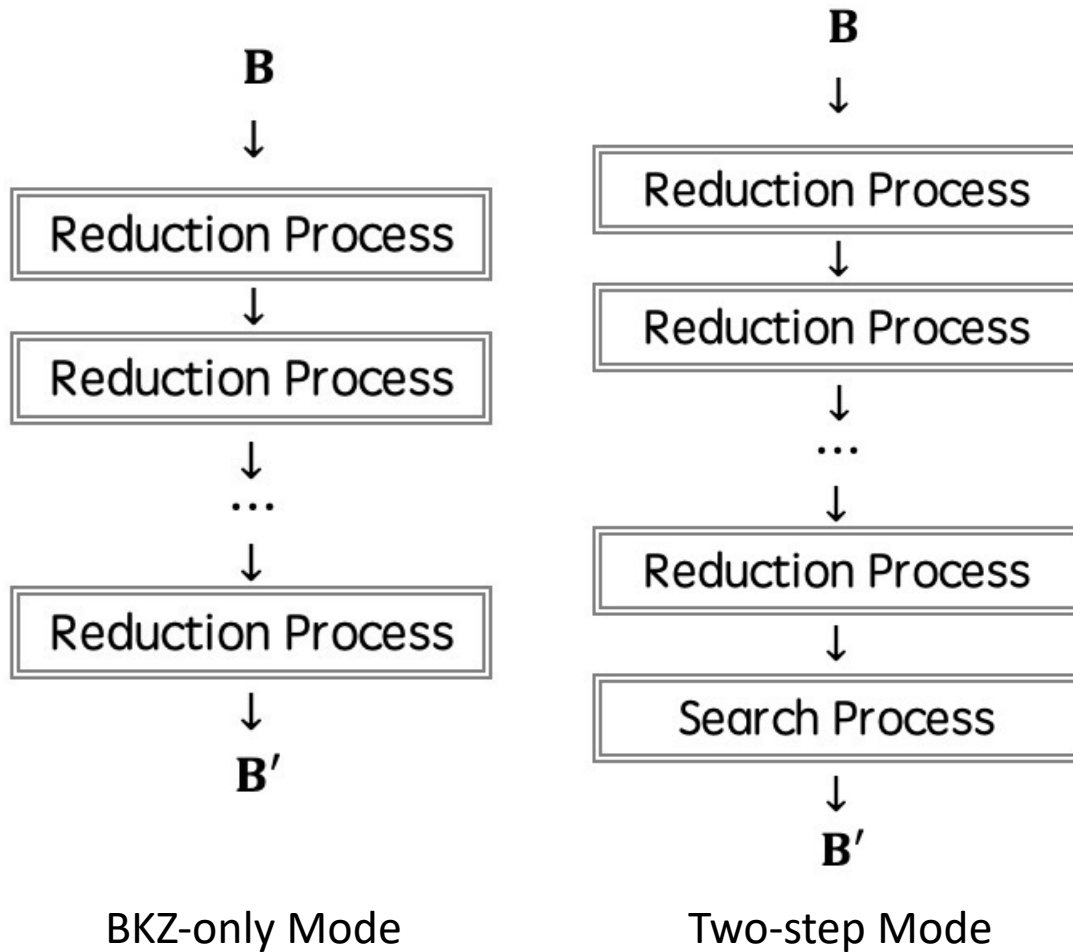 B
↓
Reduction Process
↓
Reduction Process
↓
...
↓
Reduction Process
↓
B′
BKZ-only Mode
B
↓
Reduction Process
↓
Reduction Process
↓
...
↓
Reduction Process
↓
Search Process
↓
B′
Two-step Mode